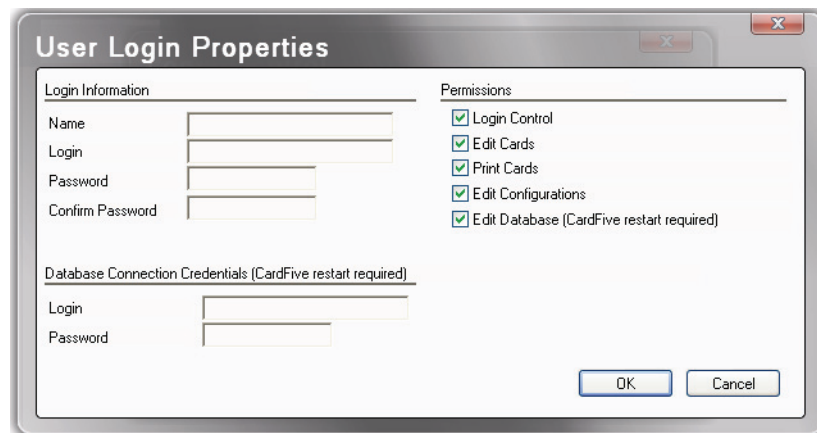 User Login Properties
Login Information
Name
Login
Password
Confirm Password
Database Connection Credentials (CardFive restart required)
Login
Password
Permissions
Login Control
Edit Cards
Print Cards
Edit Configurations
Edit Database (CardFive restart required)
OK
Cancel